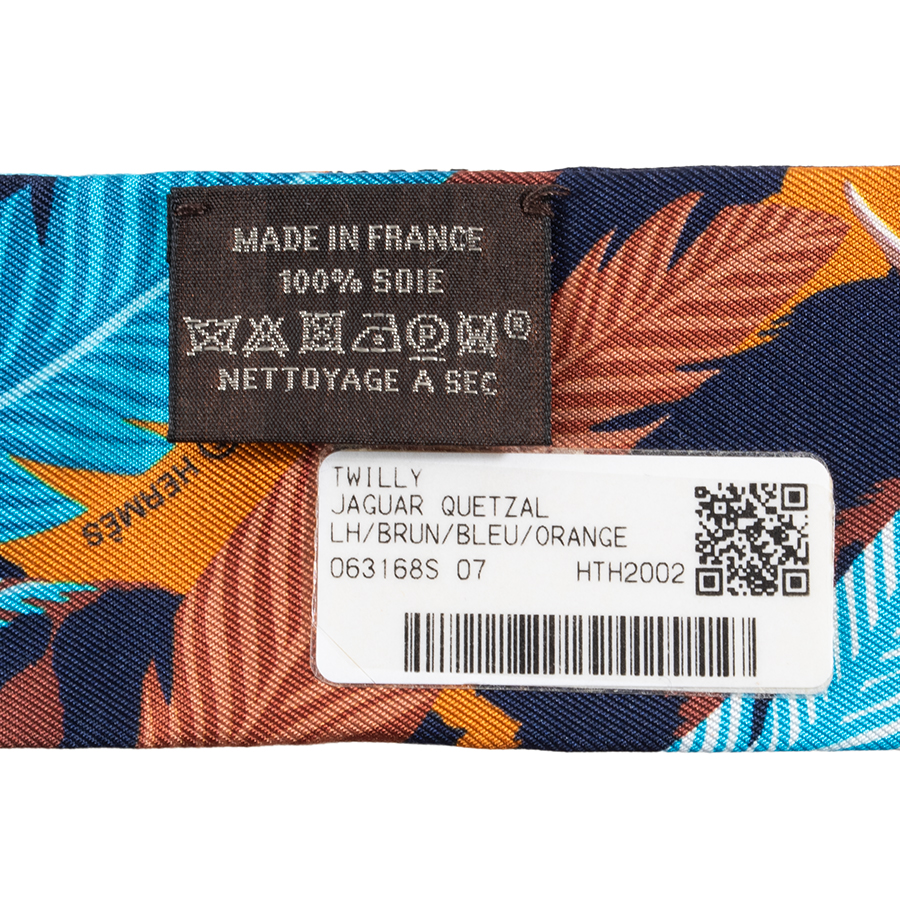 MADE IN FRANCE
100% SOIE
P
®
NETTOYAGE A SEC
© HERMÈS
TWILLY
JAGUAR QUETZAL
LH/BRUN/BLEU/ORANGE
063168S 07 HTH2002